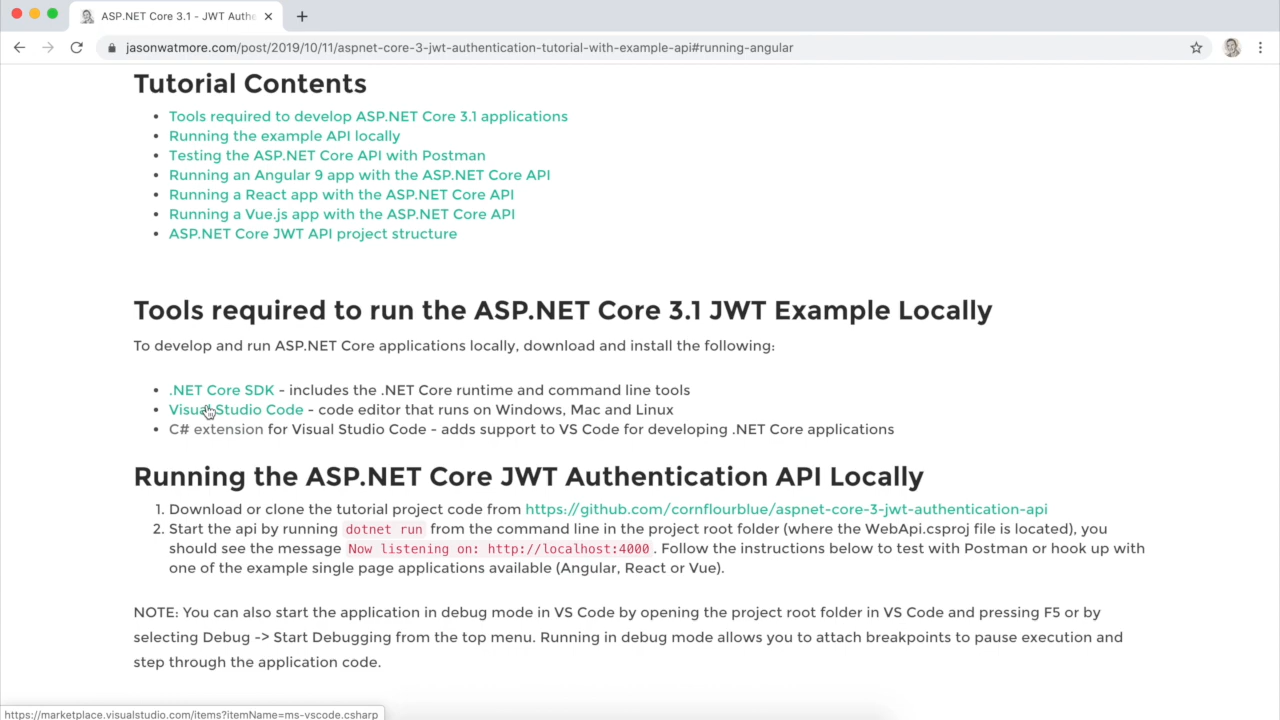 ASP.NET Core 3.1 - JWT Authe
jasonwatmore.com/post/2019/10/11/aspnet-core-3-jwt-authentication-tutorial-with-example-api#running-angular
Tutorial Contents
• Tools required to develop ASP.NET Core 3.1 applications
• Running the example API locally
• Testing the ASP.NET Core API with Postman
• Running an Angular 9 app with the ASP.NET Core API
• Running a React app with the ASP.NET Core API
• Running a Vue.js app with the ASP.NET Core API
• ASP.NET Core JWT API project structure
Tools required to run the ASP.NET Core 3.1 JWT Example Locally
To develop and run ASP.NET Core applications locally, download and install the following:
• .NET Core SDK - includes the .NET Core runtime and command line tools
• Visual Studio Code - code editor that runs on Windows, Mac and Linux
• C# extension for Visual Studio Code - adds support to VS Code for developing .NET Core applications
Running the ASP.NET Core JWT Authentication API Locally
1. Download or clone the tutorial project code from https://github.com/cornflourblue/aspnet-core-3-jwt-authentication-api
2. Start the api by running dotnet run from the command line in the project root folder (where the WebApi.csproj file is located), you
should see the message Now listening on: http://localhost:4000. Follow the instructions below to test with Postman or hook up with
one of the example single page applications available (Angular, React or Vue).
NOTE: You can also start the application in debug mode in VS Code by opening the project root folder in VS Code and pressing F5 or by
selecting Debug -> Start Debugging from the top menu. Running in debug mode allows you to attach breakpoints to pause execution and
step through the application code.
https://marketplace.visualstudio.com/items?itemName=ms-vscode.csharp